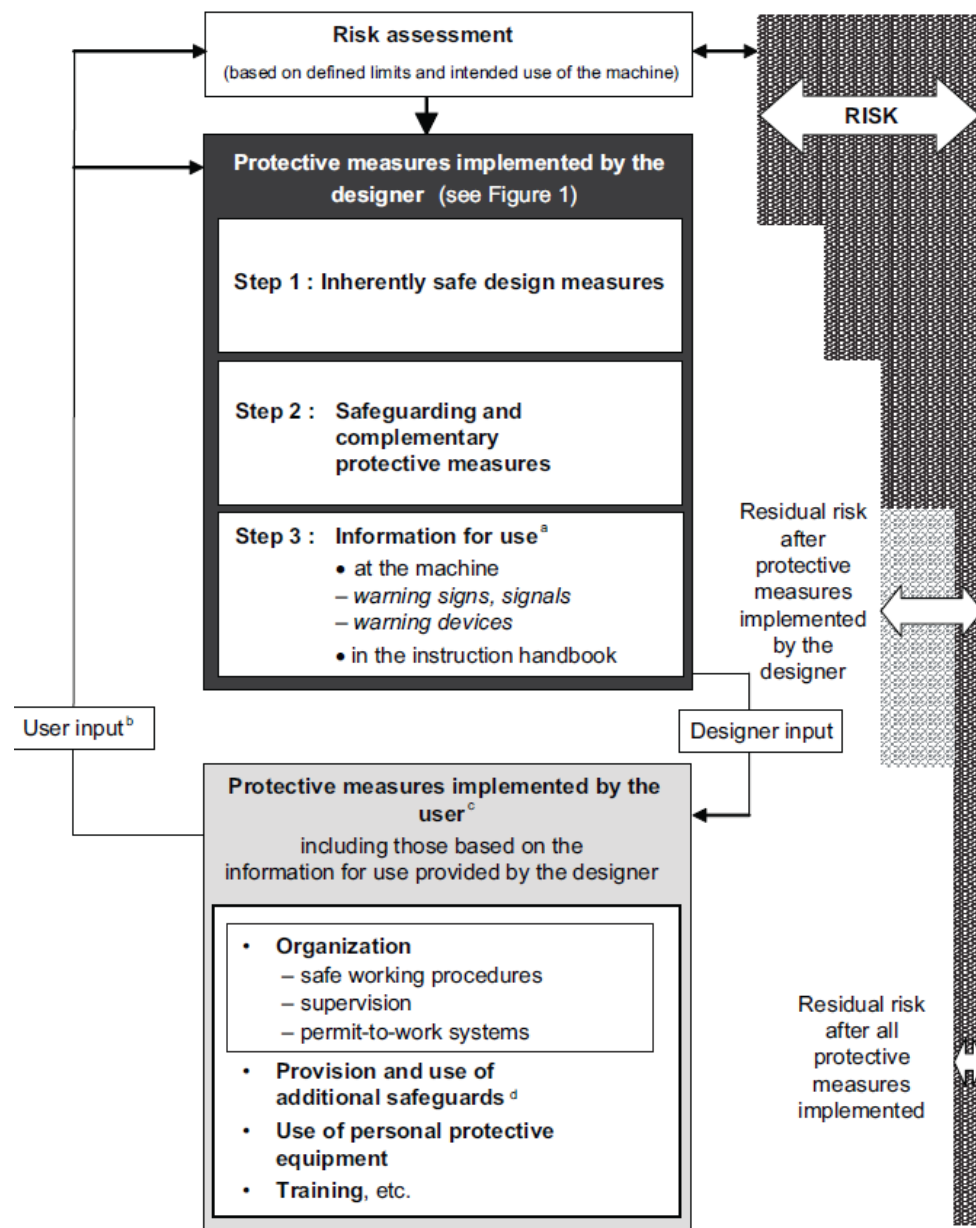 Risk assessment
(based on defined limits and intended use of the machine)
RISK
Protective measures implemented by the
designer (see Figure 1)
Step 1 : Inherently safe design measures
Step 2 : Safeguarding and
complementary
protective measures
Step 3 : Information for use a
• at the machine
– warning signs, signals
– warning devices
• in the instruction handbook
Residual risk
after
protective
measures
implemented
by the
designer
User input b
Designer input
Protective measures implemented by the
user c
including those based on the
information for use provided by the designer
• Organization
– safe working procedures
– supervision
– permit-to-work systems
• Provision and use of
additional safeguards d
• Use of personal protective
equipment
• Training, etc.
Residual risk
after all
protective
measures
implemented